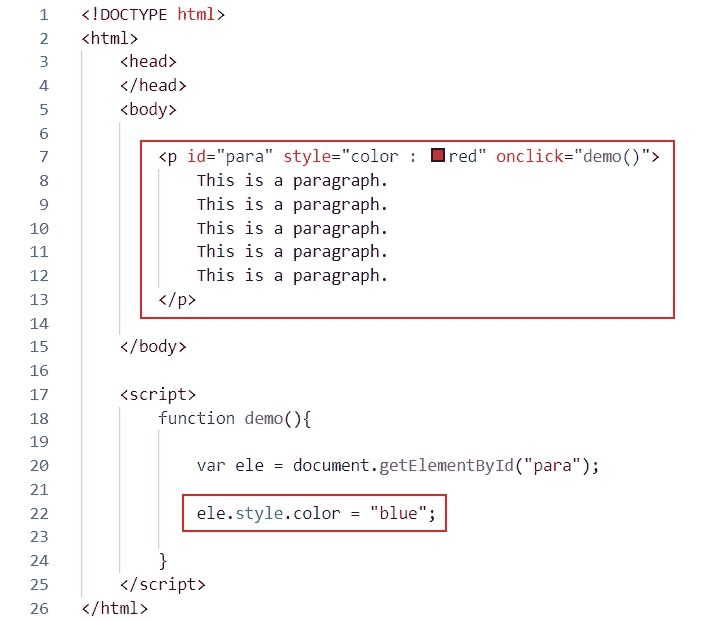 1 <!DOCTYPE html>
2 <html>
3     <head>
4     </head>
5     <body>
6
7         <p id="para" style="color : red" onclick="demo()">
8             This is a paragraph.
9             This is a paragraph.
10             This is a paragraph.
11             This is a paragraph.
12             This is a paragraph.
13         </p>
14
15     </body>
16
17     <script>
18         function demo(){
19
20             var ele = document.getElementById("para");
21
22             ele.style.color = "blue";
23
24         }
25     </script>
26 </html>